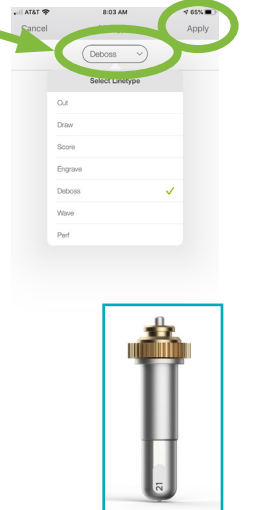 AT&T 8:03 AM 65%
Cancel Apply
Deboss
Select Linetype
Cut
Draw
Score
Engrave
Deboss
Wave
Perf
21